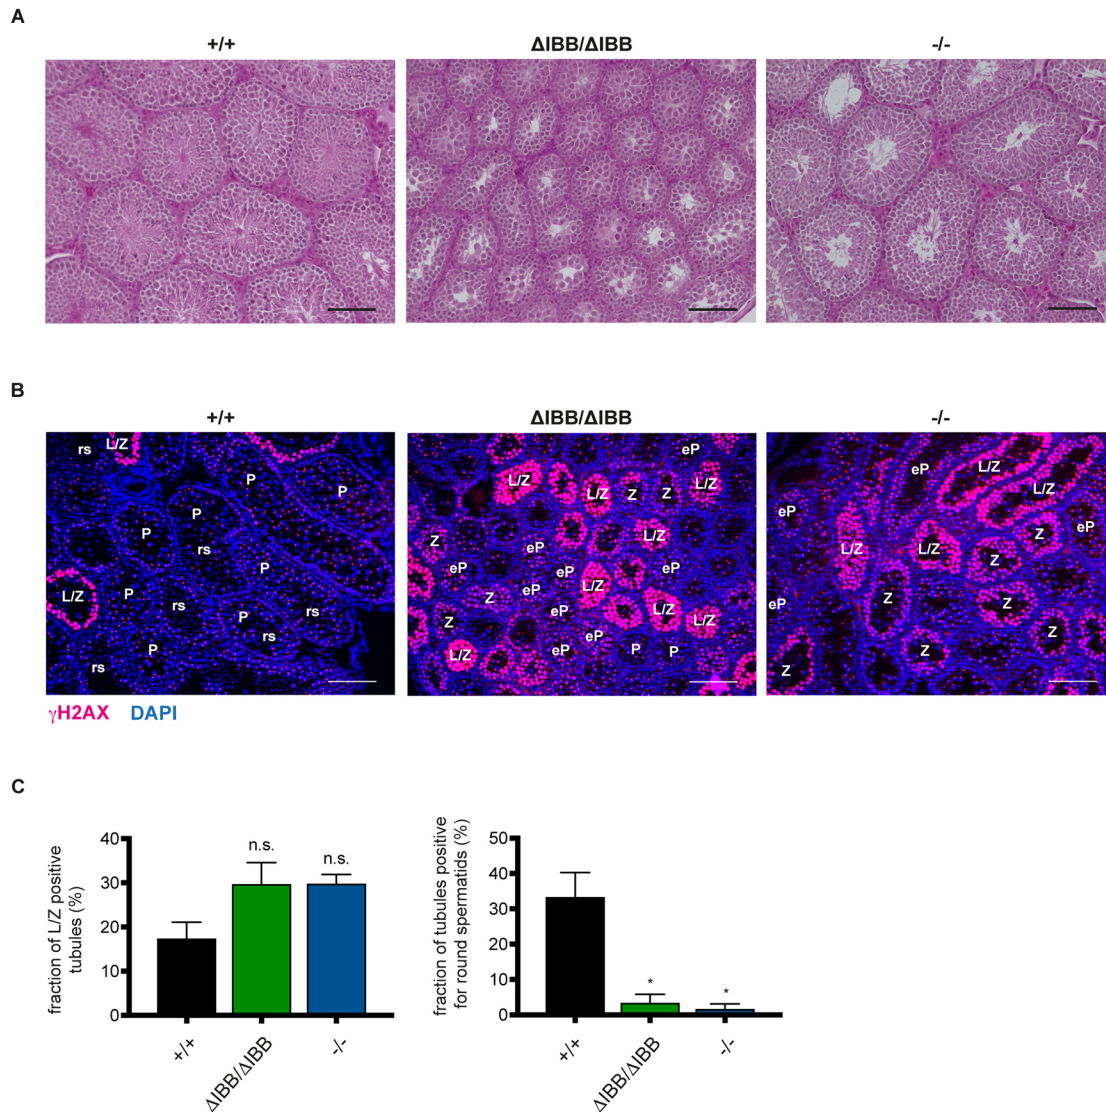 A
+/+ ΔIBB/ΔIBB -/-
B
+/+ ΔIBB/ΔIBB -/-
rs L/Z P P P P rs L/Z P rs P rs P rs rs P
eP L/Z L/Z Z Z L/Z Z L/Z eP eP eP eP L/Z eP Z eP Z L/Z L/Z eP eP L/Z P P
eP L/Z L/Z eP L/Z L/Z Z eP Z eP Z Z Z Z Z
γH2AX DAPI
C
fraction of L/Z positive
tubules (%)
40
30
20
10
0
n.s. n.s.
+/+ ΔIBB/ΔIBB -/-
fraction of tubules positive
for round spermatids (%)
50
40
30
20
10
0
* *
+/+ ΔIBB/ΔIBB -/-